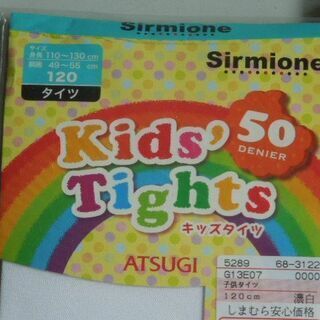 Sirmione
サイズ
身長 110~130 cm
胴囲 49~55 cm
120
タイツ
Sirmione
Kids'
50
DENIER
Tights
キッズタイツ
ATSUGI
5289 68-3122
G13E07 0000
子供タイツ
120cm 濃白
しまむら安心価格